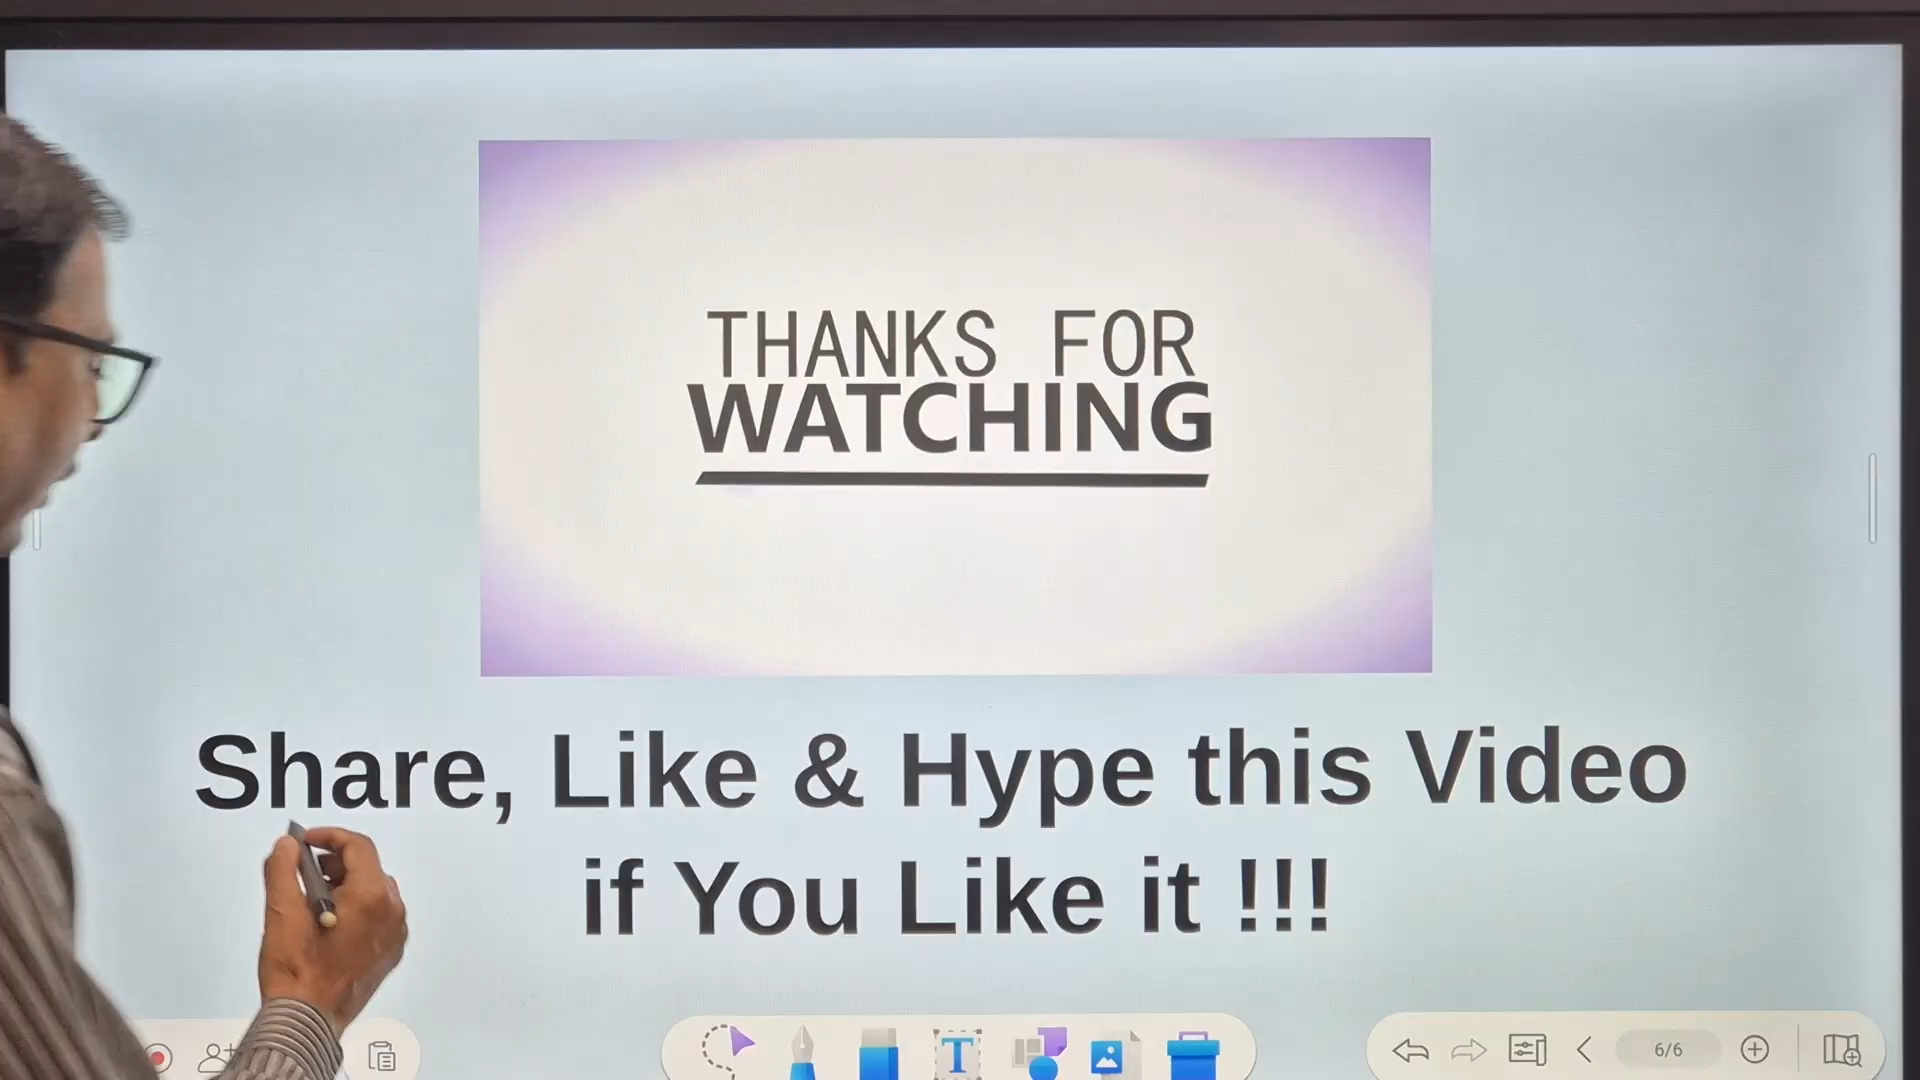 THANKS FOR
WATCHING
Share, Like & Hype this Video
if You Like it !!!
T
6/6